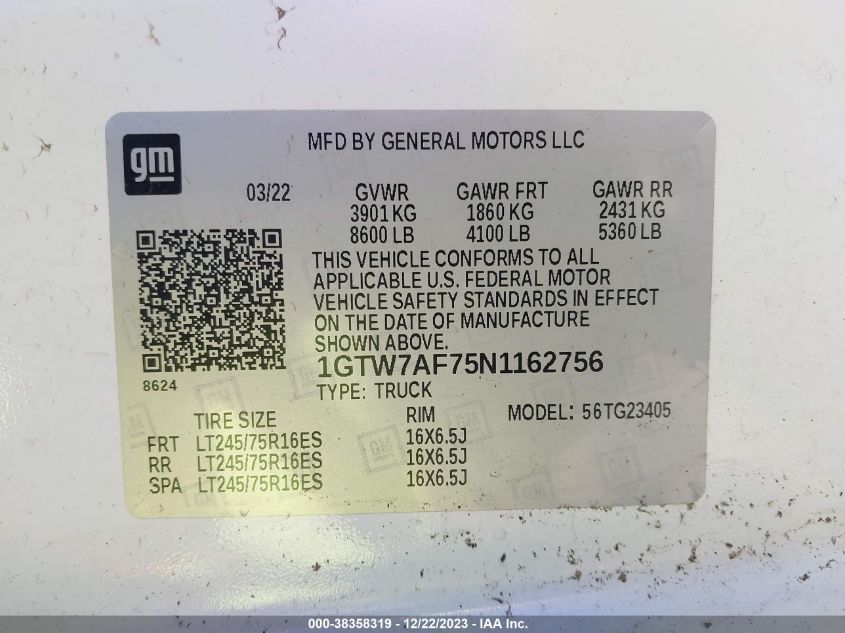 gm
MFD BY GENERAL MOTORS LLC
03/22 GVWR GAWR FRT GAWR RR
3901 KG 1860 KG 2431 KG
8600 LB 4100 LB 5360 LB
THIS VEHICLE CONFORMS TO ALL
APPLICABLE U.S. FEDERAL MOTOR
VEHICLE SAFETY STANDARDS IN EFFECT
ON THE DATE OF MANUFACTURE
SHOWN ABOVE.
8624
1GTW7AF75N1162756
TYPE: TRUCK
TIRE SIZE RIM MODEL: 56TG23405
FRT LT245/75R16ES 16X6.5J
RR LT245/75R16ES 16X6.5J
SPA LT245/75R16ES 16X6.5J
GM
GM
000-38358319 - 12/22/2023 - IAA Inc.